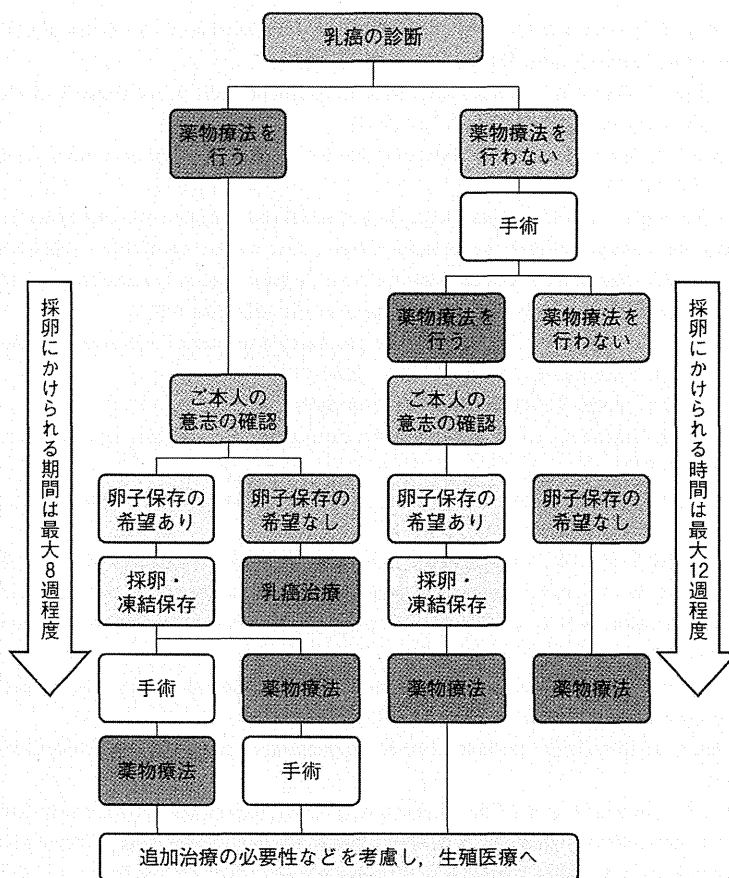 乳癌の診断
薬物療法を
行う
薬物療法を
行わない
手術
薬物療法を
行う
薬物療法を
行わない
ご本人の
意志の確認
ご本人の
意志の確認
卵子保存の
希望あり
卵子保存の
希望なし
卵子保存の
希望あり
卵子保存の
希望なし
採卵・
凍結保存
乳癌治療
採卵・
凍結保存
手術
薬物療法
薬物療法
薬物療法
薬物療法
手術
追加治療の必要性などを考慮し,生殖医療へ
採卵にかけられる期間は最大8週程度
採卵にかけられる時間は最大12週程度